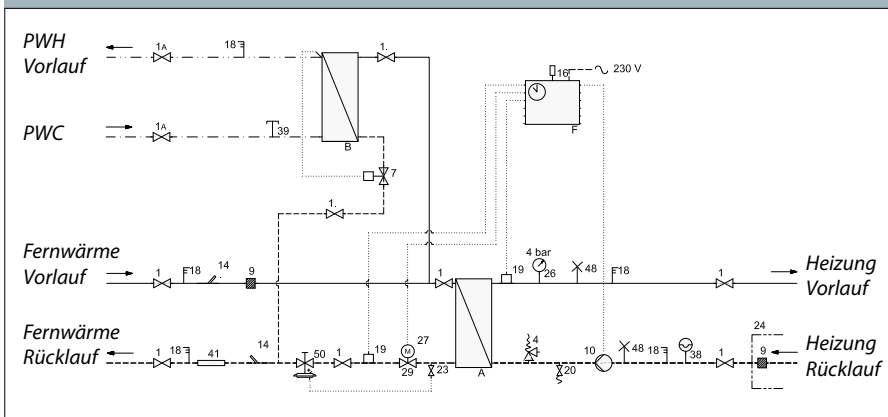 PWH
Vorlauf
1A
18
1.
B
16
230 V
F
PWC
1A
39
7
1.
Fernwärme
Vorlauf
1
18
14
9
1
19
4 bar
26
48
18
1
Heizung
Vorlauf
Fernwärme
Rücklauf
1
18
41
14
50
1
19
M
27
29
23
A
4
20
10
48
18
38
1
24
9
Heizung
Rücklauf